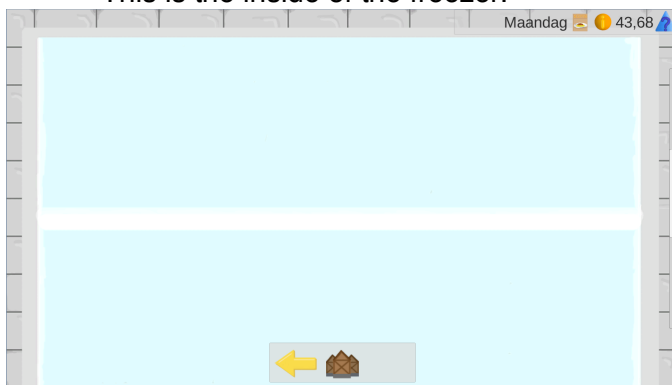 This is the inside of the freezer.
Maandag 43,68